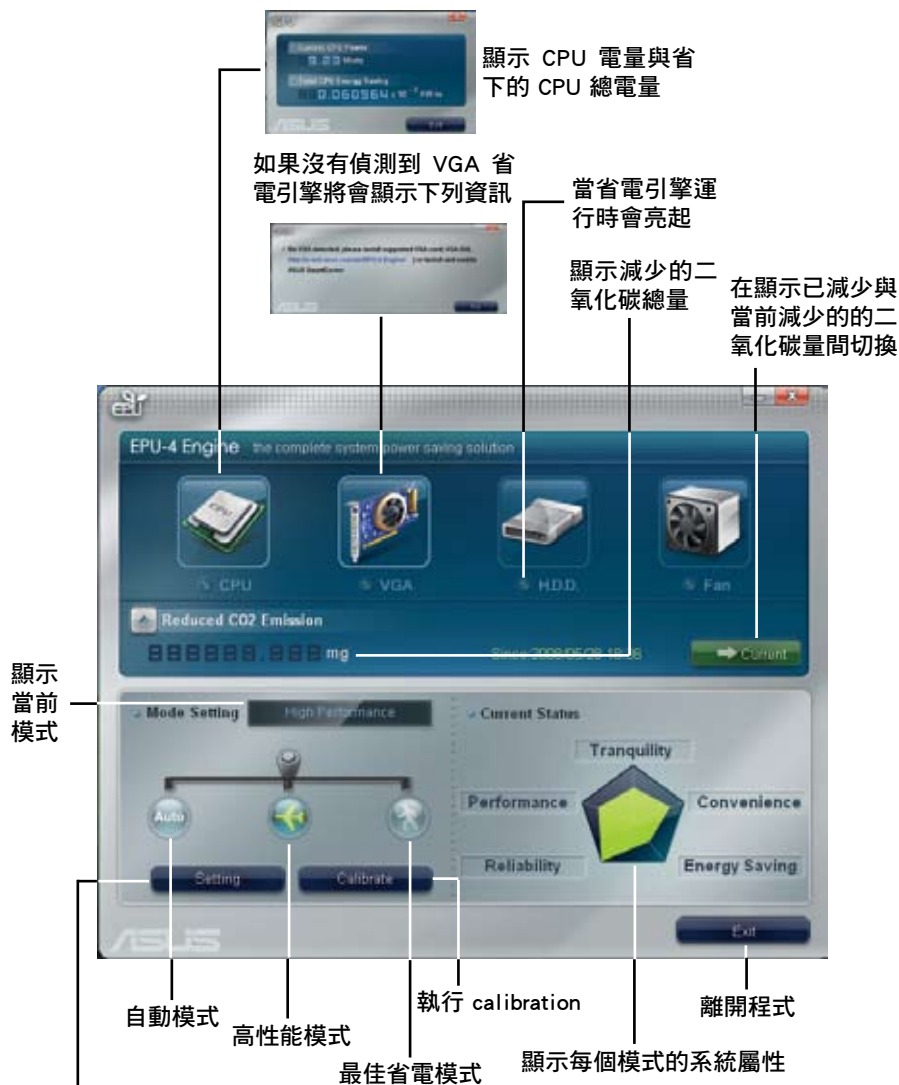 顯示 CPU 電量與省
下的 CPU 總電量
如果沒有偵測到 VGA 省
電引擎將會顯示下列資訊
當省電引擎運
行時會亮起
顯示減少的二
氧化碳總量
在顯示已減少與
當前減少的的二
氧化碳量間切換
EPU
EPU-4 Engine the complete system power saving solution
CPU
VGA
H.D.D.
Fan
Reduced CO2 Emission
mg
Current
顯示
當前
模式
Mode Setting
High Performance
Current Status
Tranquility
Performance
Convenience
Auto
Reliability
Energy Saving
Setting
Calibrate
ASUS
Exit
自動模式
高性能模式
最佳省電模式
執行 calibration
顯示每個模式的系統屬性
離開程式